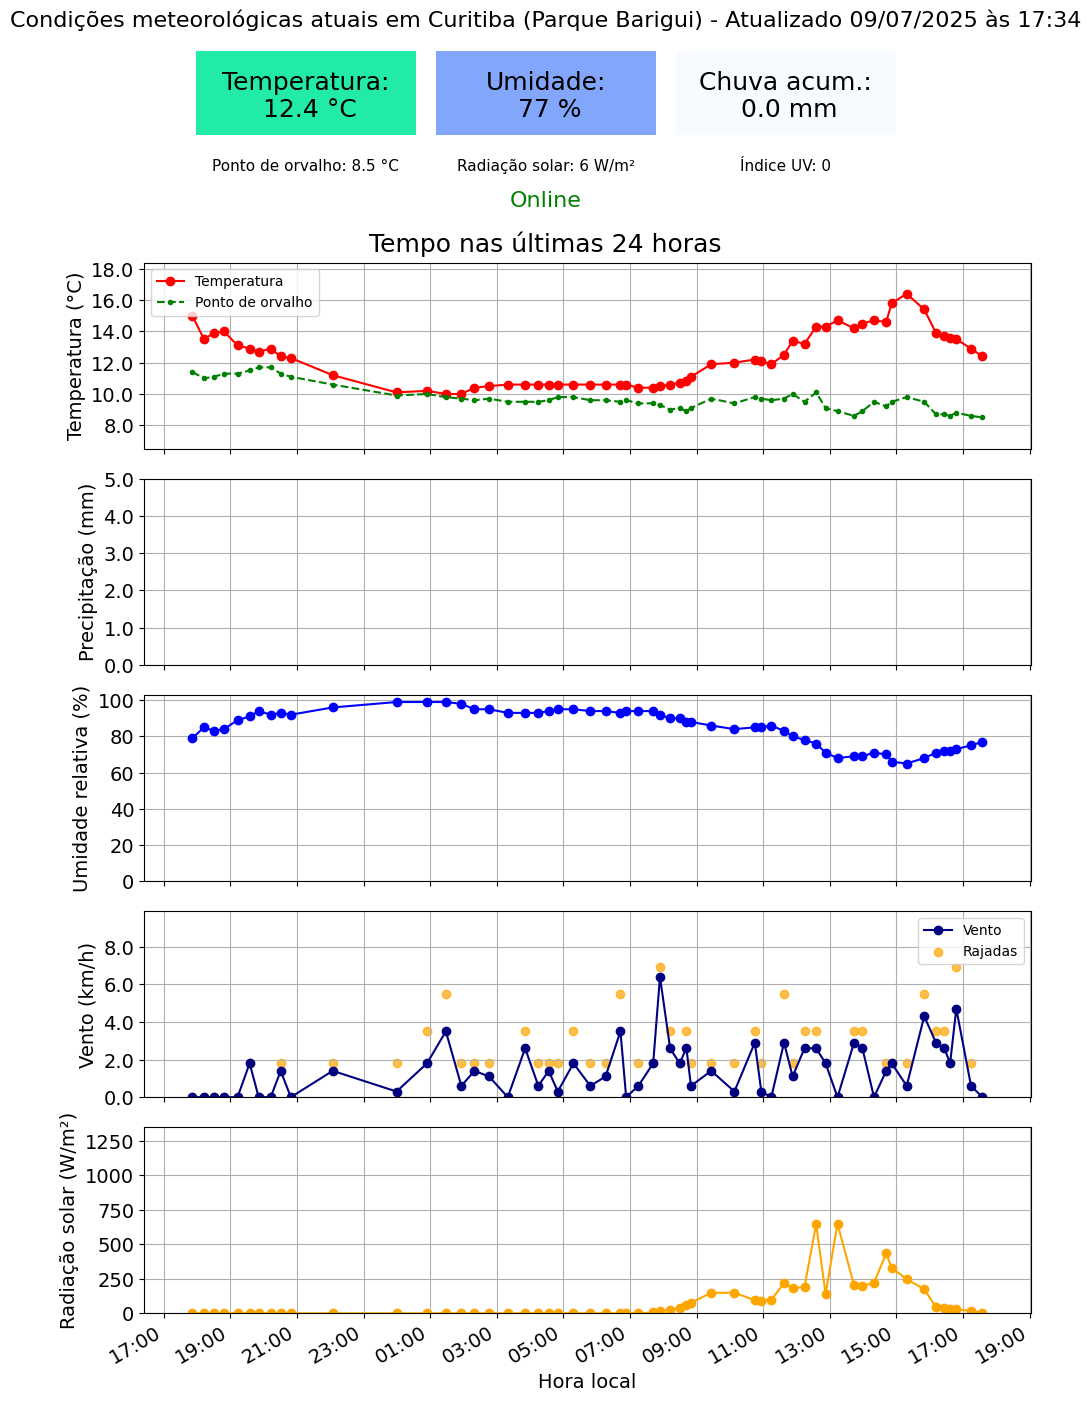 Condições meteorológicas atuais em Curitiba (Parque Barigui) - Atualizado 09/07/2025 às 17:34
Temperatura:
12.4 °C
Umidade:
77 %
Chuva acum.:
0.0 mm
Ponto de orvalho: 8.5 °C
Radiação solar: 6 W/m²
Índice UV: 0
Online
Tempo nas últimas 24 horas
Temperatura (°C)
18.0
16.0
14.0
12.0
10.0
8.0
Temperatura
Ponto de orvalho
Precipitação (mm)
5.0
4.0
3.0
2.0
1.0
0.0
Umidade relativa (%)
100
80
60
40
20
0
Vento (km/h)
8.0
6.0
4.0
2.0
0.0
Vento
Rajadas
Radiação solar (W/m²)
1250
1000
750
500
250
0
17:00
19:00
21:00
23:00
01:00
03:00
05:00
07:00
09:00
11:00
13:00
15:00
17:00
19:00
Hora local